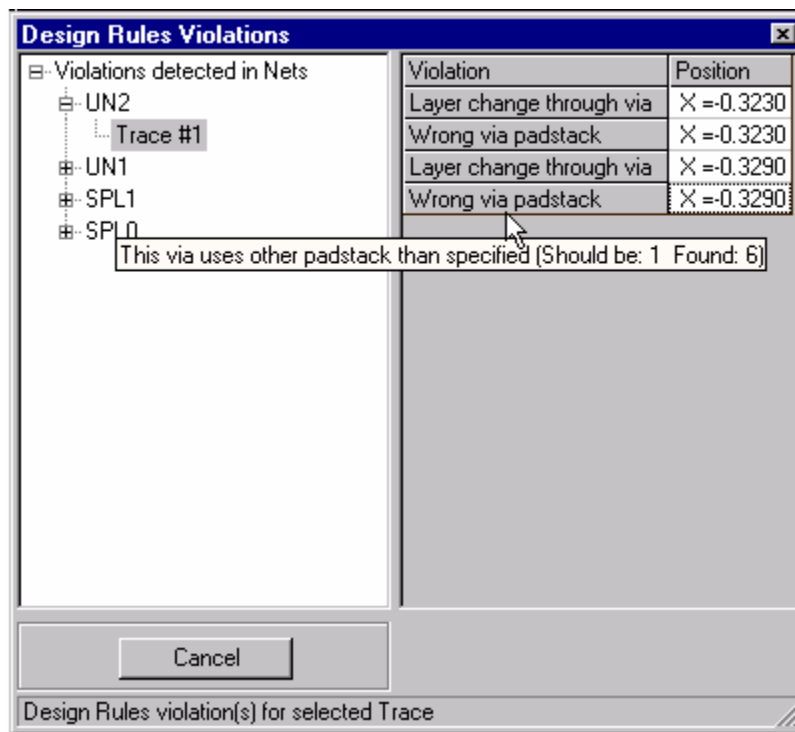 Design Rules Violations
Violations detected in Nets
UN2
Trace #1
UN1
SPL1
SPL0
Violation Position
Layer change through via X =-0.3230
Wrong via padstack X =-0.3230
Layer change through via X =-0.3290
Wrong via padstack X =-0.3290
This via uses other padstack than specified (Should be: 1 Found: 6)
Cancel
Design Rules violation(s) for selected Trace